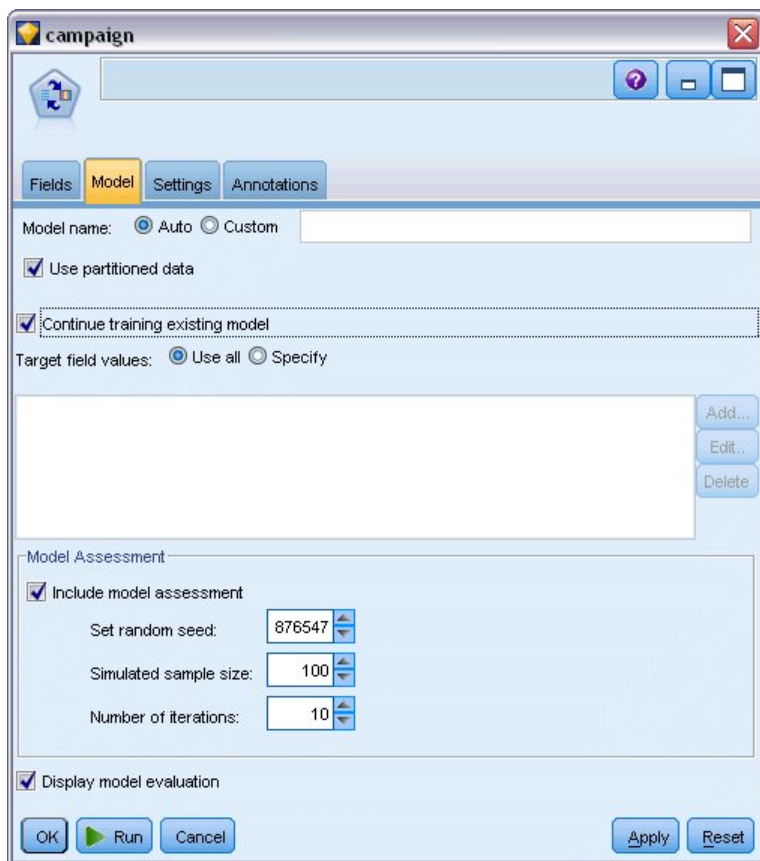 campaign
Fields Model Settings Annotations
Model name: Auto Custom
Use partitioned data
Continue training existing model
Target field values: Use all Specify
Add...
Edit..
Delete
Model Assessment
Include model assessment
Set random seed: 876547
Simulated sample size: 100
Number of iterations: 10
Display model evaluation
OK Run Cancel Apply Reset